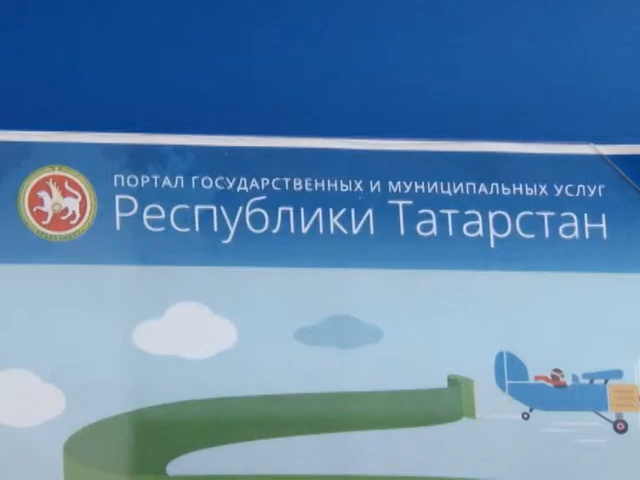 ПОРТАЛ ГОСУДАРСТВЕННЫХ И МУНИЦИПАЛЬНЫХ УСЛУГ
Республики Татарстан